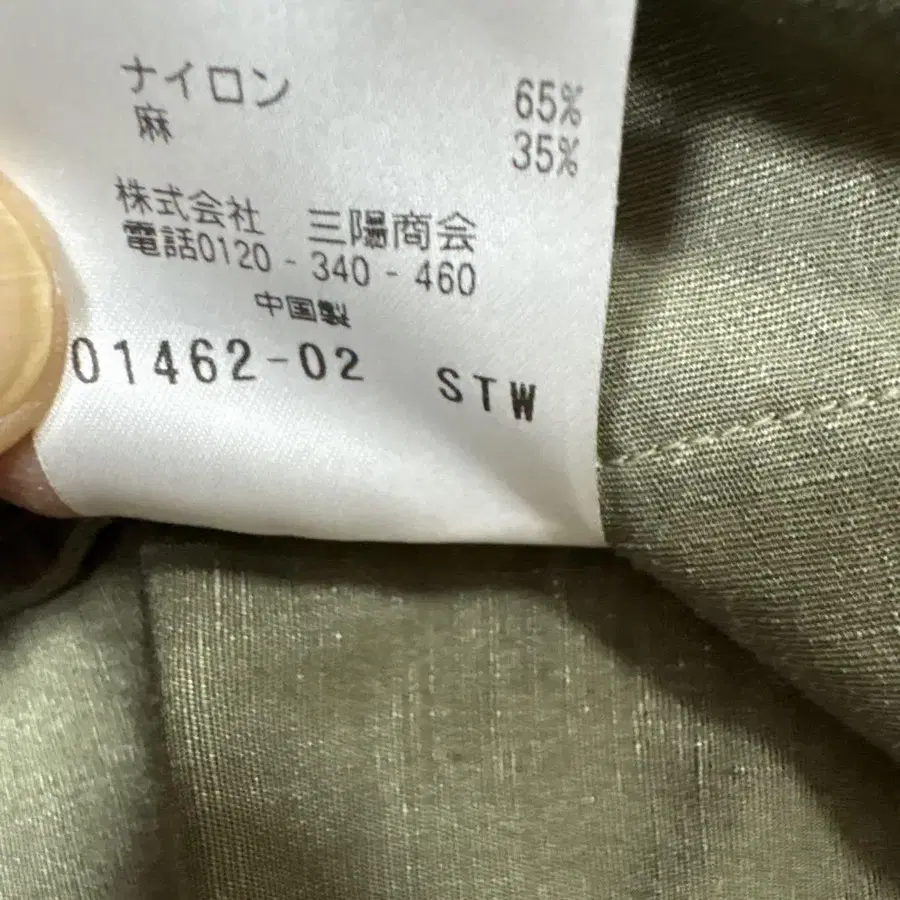 ナイロン 65%
麻 35%
株式会社 三陽商会
電話0120-340-460
中国製
01462-02 STW